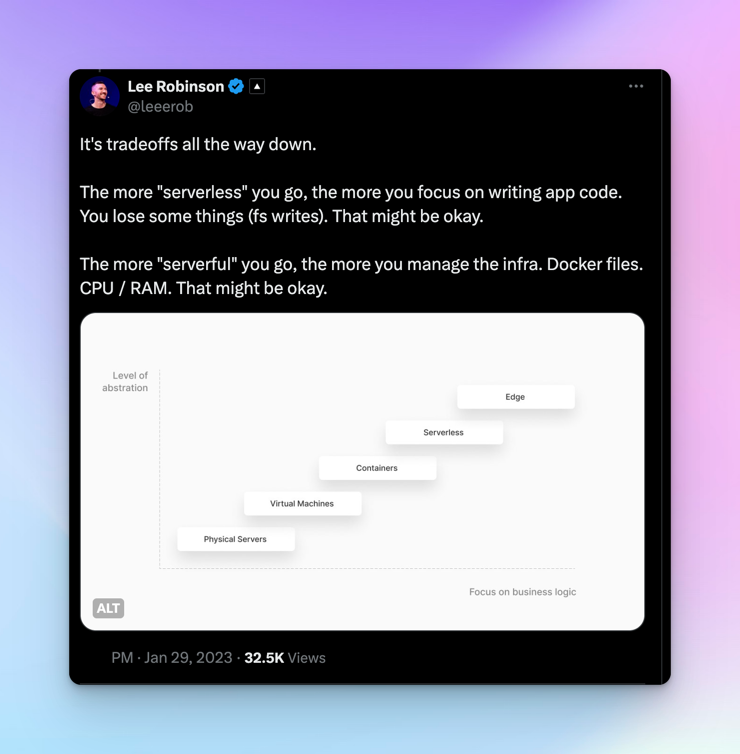 Lee Robinson
@leeerob
It's tradeoffs all the way down.
The more "serverless" you go, the more you focus on writing app code.
You lose some things (fs writes). That might be okay.
The more "serverful" you go, the more you manage the infra. Docker files.
CPU / RAM. That might be okay.
Level of
abstration
Edge
Serverless
Containers
Virtual Machines
Physical Servers
Focus on business logic
ALT
PM · Jan 29, 2023 · 32.5K Views